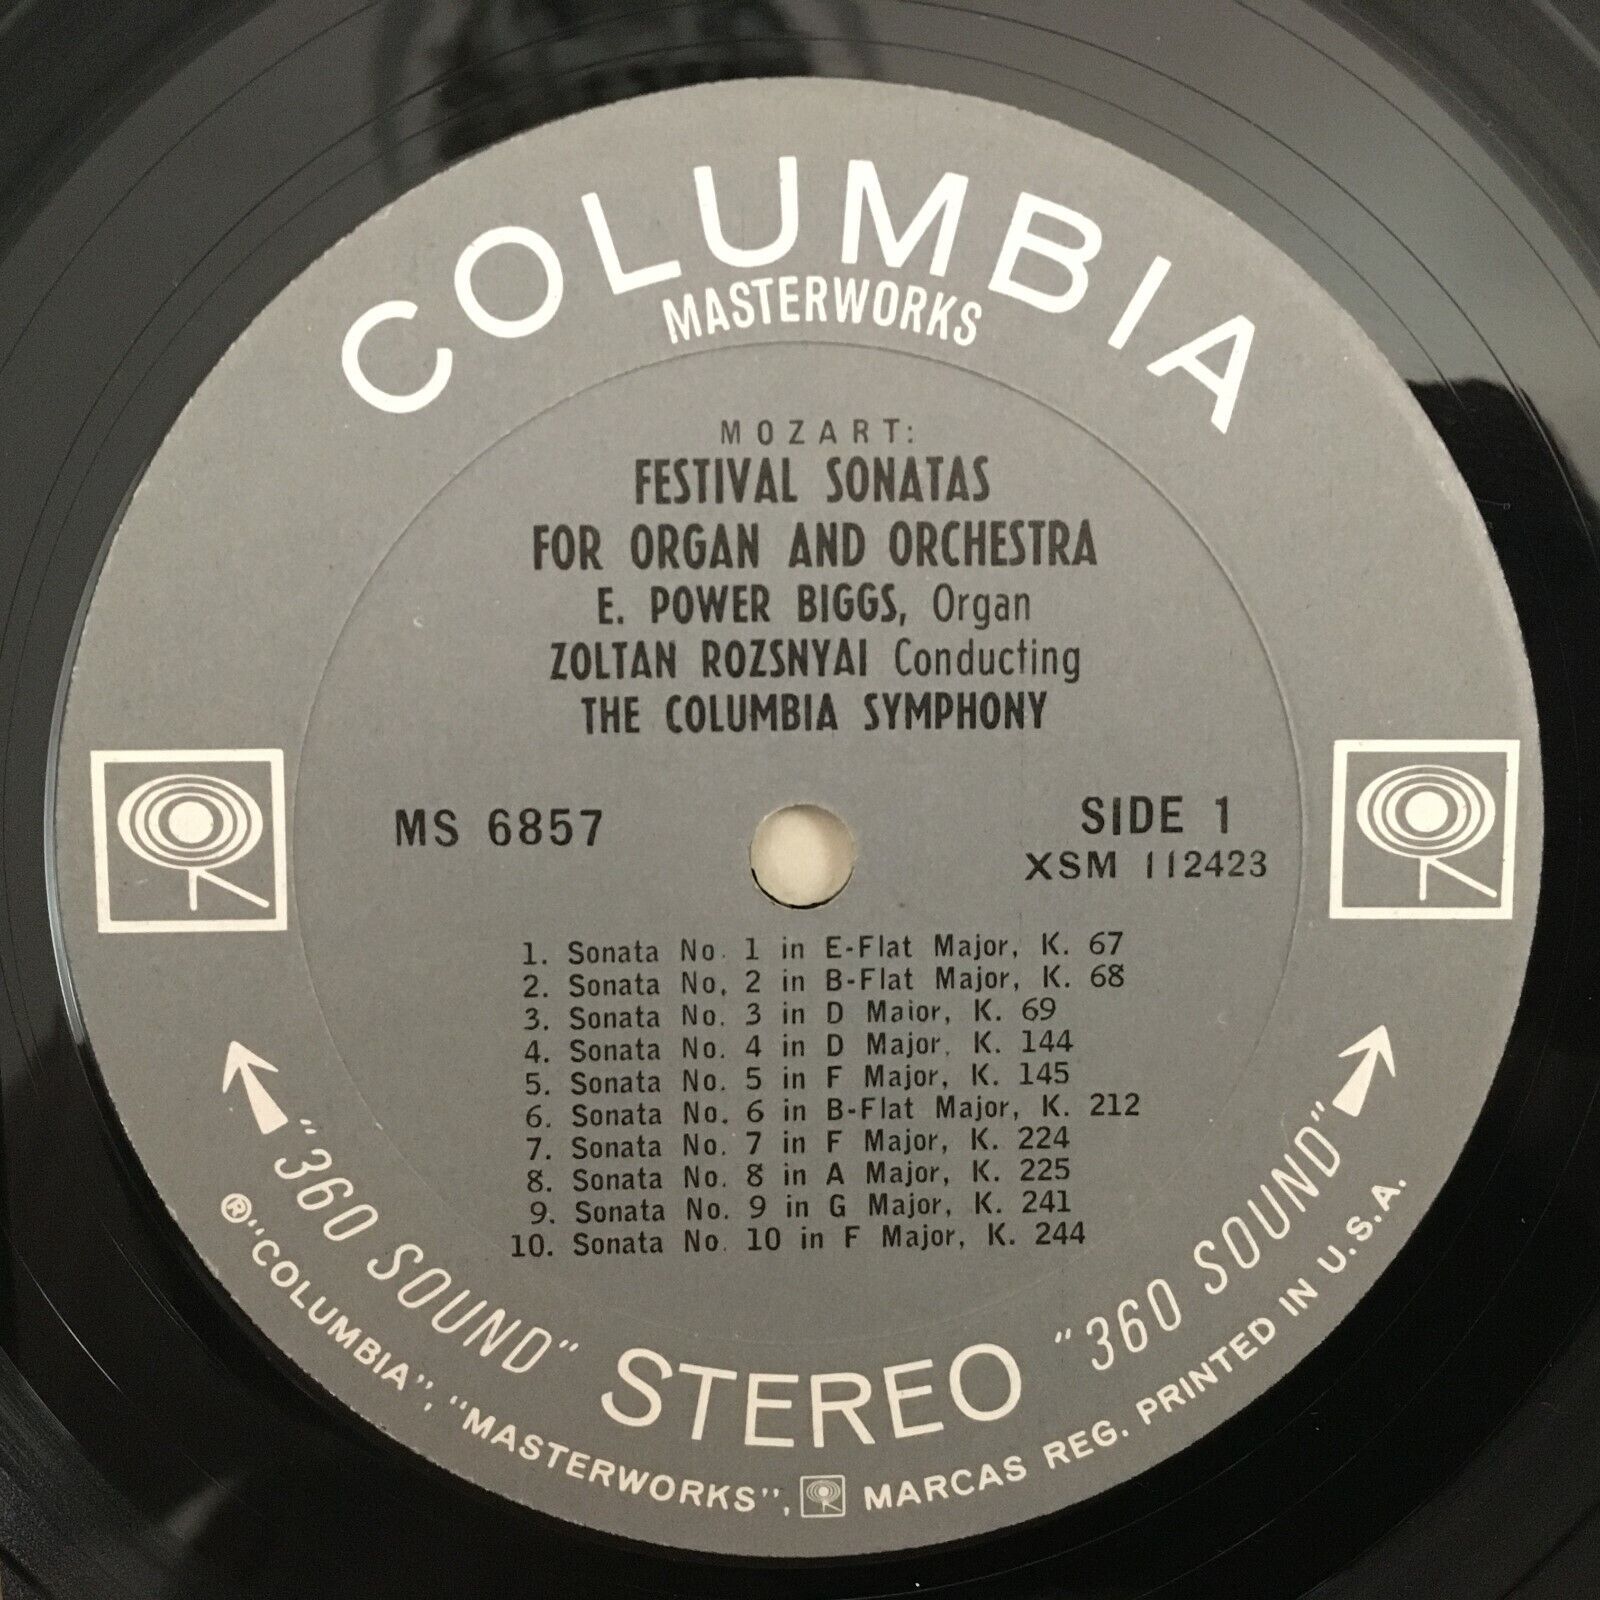 COLUMBIA
MASTERWORKS
MOZART:
FESTIVAL SONATAS
FOR ORGAN AND ORCHESTRA
E. POWER BIGGS, Organ
ZOLTAN ROZSNYAI Conducting
THE COLUMBIA SYMPHONY
MS 6857
SIDE 1
XSM 112423
1. Sonata No. 1 in E-Flat Major, K. 67
2. Sonata No. 2 in B-Flat Major, K. 68
3. Sonata No. 3 in D Maior, K. 69
4. Sonata No. 4 in D Major, K. 144
5. Sonata No. 5 in F Major, K. 145
6. Sonata No. 6 in B-Flat Major, K. 212
7. Sonata No. 7 in F Major, K. 224
8. Sonata No. 8 in A Major, K. 225
9. Sonata No. 9 in G Major, K. 241
10. Sonata No. 10 in F Major, K. 244
"360 SOUND" STEREO "360 SOUND"
® "COLUMBIA", "MASTERWORKS", MARCAS REG. PRINTED IN U.S.A.